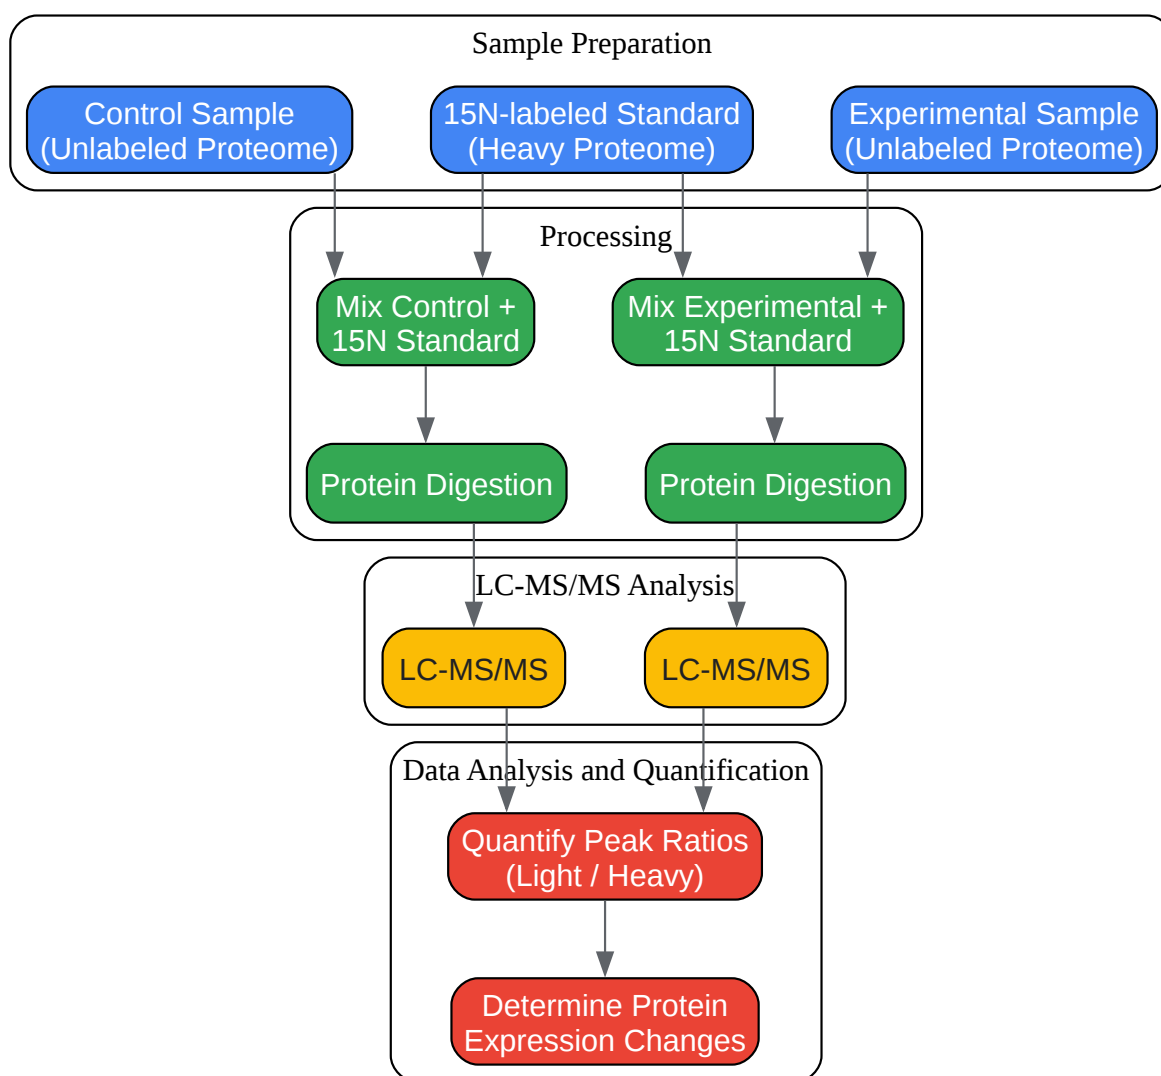 Sample Preparation
Control Sample
(Unlabeled Proteome)
15N-labeled Standard
(Heavy Proteome)
Experimental Sample
(Unlabeled Proteome)
Processing
Mix Control +
15N Standard
Mix Experimental +
15N Standard
Protein Digestion
Protein Digestion
LC-MS/MS Analysis
LC-MS/MS
LC-MS/MS
Data Analysis and Quantification
Quantify Peak Ratios
(Light / Heavy)
Determine Protein
Expression Changes